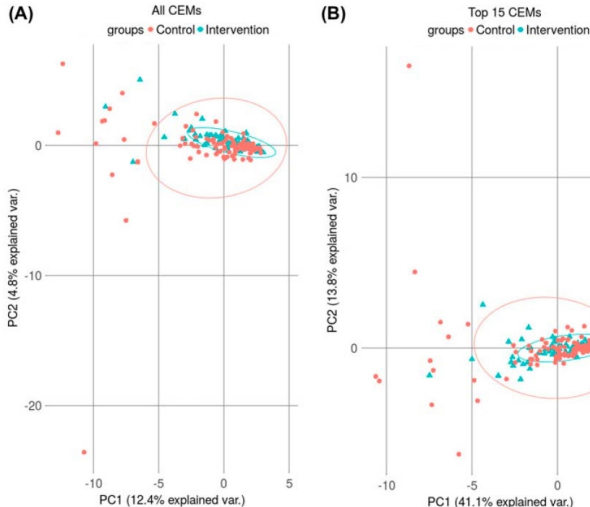 (A) All CEMs
groups Control Intervention
0
-10
-20
PC2 (4.8% explained var.)
-10 -5 0 5
PC1 (12.4% explained var.)
(B) Top 15 CEMs
groups Control Intervention
10
0
PC2 (13.8% explained var.)
-10 -5 0
PC1 (41.1% explained var.)